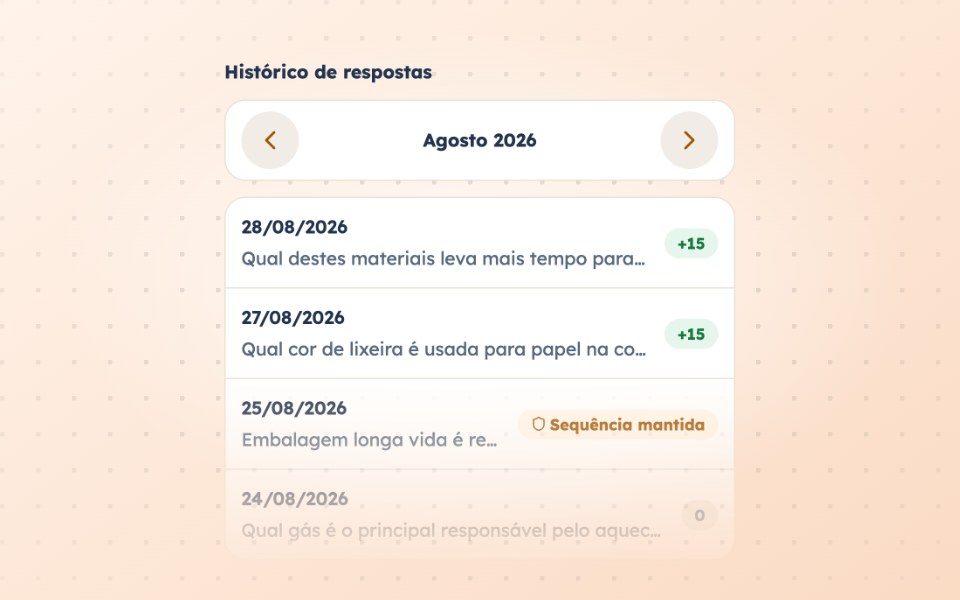 Histórico de respostas
Agosto 2026
28/08/2026
Qual destes materiais leva mais tempo para...
+15
27/08/2026
Qual cor de lixeira é usada para papel na co...
+15
25/08/2026
Embalagem longa vida é re...
Sequência mantida
24/08/2026
Qual gás é o principal responsável pelo aquec...
0